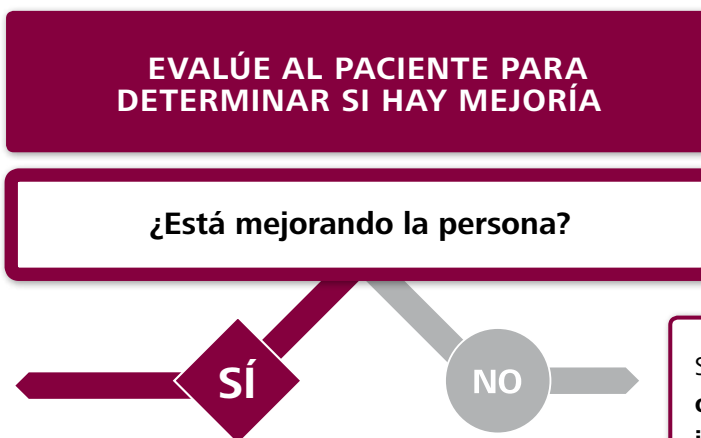 EVALÚE AL PACIENTE PARA
DETERMINAR SI HAY MEJORÍA
¿Está mejorando la persona?
SÍ
NO